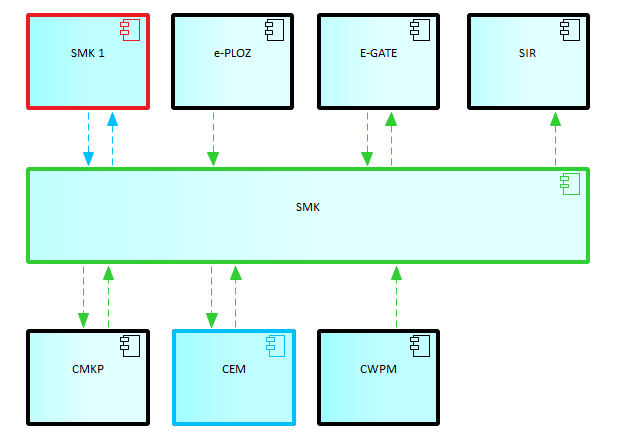 SMK 1
e-PLOZ
E-GATE
SIR
SMK
CMKP
CEM
CWPM